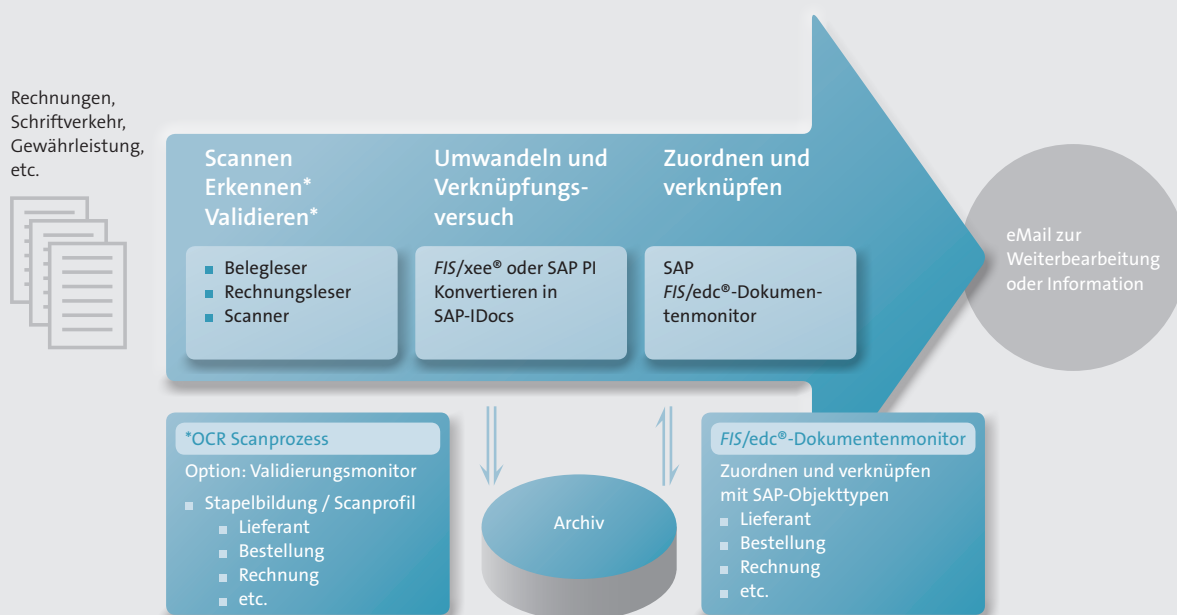 Rechnungen,
Schriftverkehr,
Gewährleistung,
etc.
Scannen
Erkennen*
Validieren*
Belegleser
Rechnungsleser
Scanner
Umwandeln und
Verknüpfungs-
versuch
FIS/xee® oder SAP PI
Konvertieren in
SAP-IDocs
Zuordnen und
verknüpfen
SAP
FIS/edc®-Dokumen-
tenmonitor
eMail zur
Weiterbearbeitung
oder Information
*OCR Scanprozess
Option: Validierungsmonitor
Stapelbildung / Scanprofil
Lieferant
Bestellung
Rechnung
etc.
Archiv
FIS/edc®-Dokumentenmonitor
Zuordnen und verknüpfen
mit SAP-Objekttypen
Lieferant
Bestellung
Rechnung
etc.